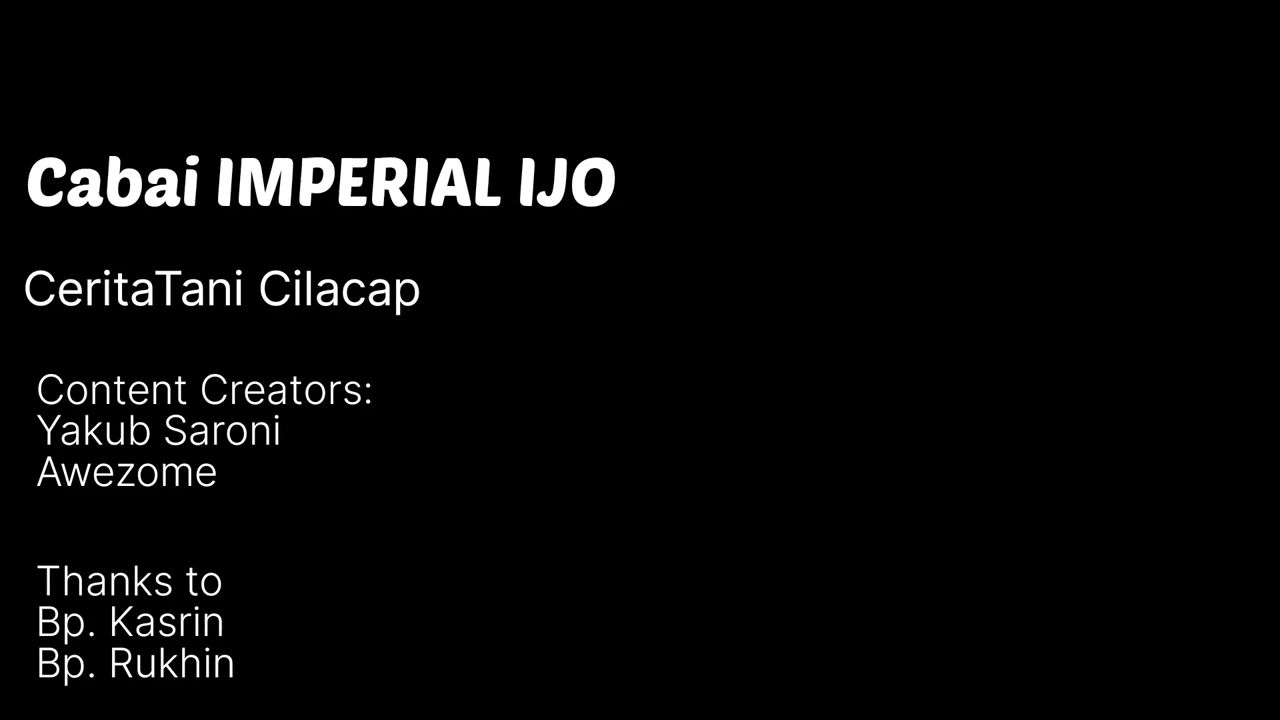 Cabai IMPERIAL IJO
CeritaTani Cilacap
Content Creators:
Yakub Saroni
Awezome
Thanks to
Bp. Kasrin
Bp. Rukhin